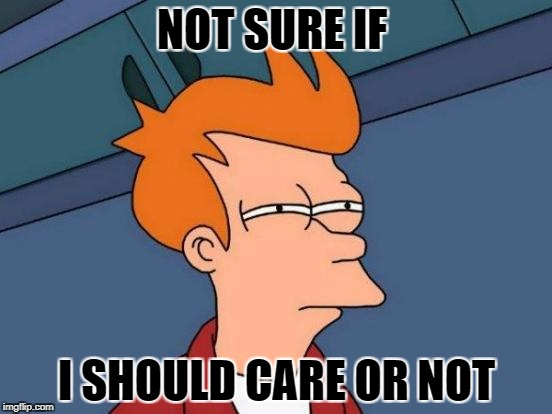 NOT SURE IF
I SHOULD CARE OR NOT
imgflip.com